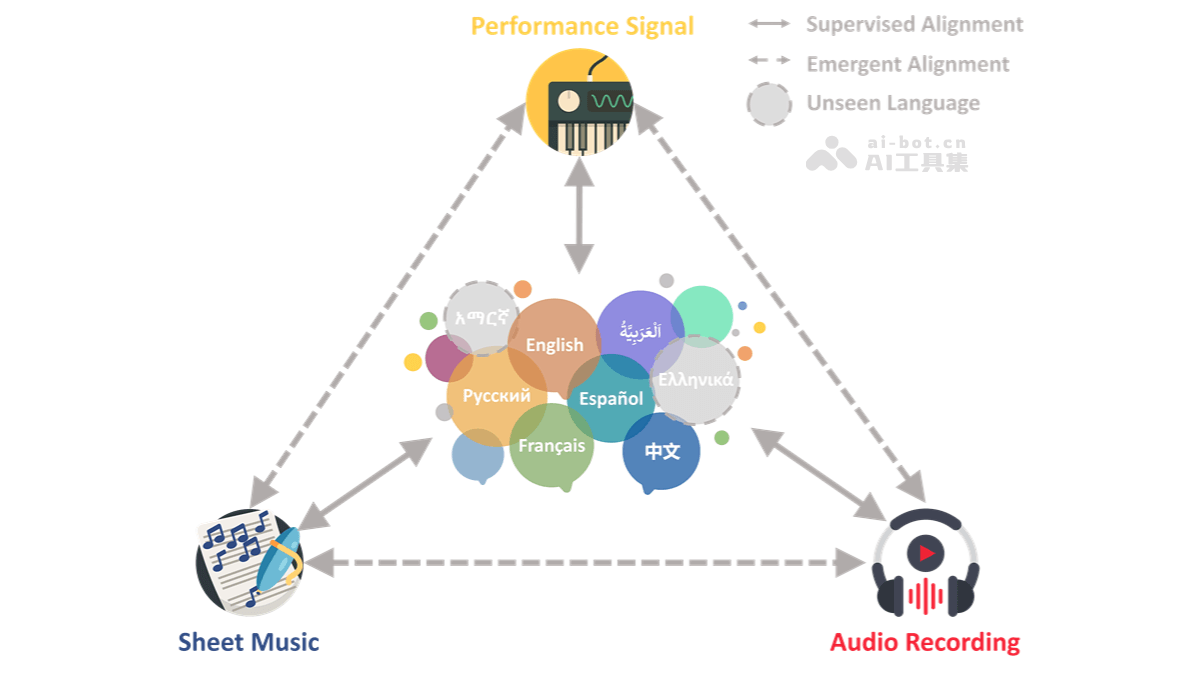 Performance Signal
Supervised Alignment
Emergent Alignment
Unseen Language
ai-bot.cn
AI工具集
አማርኛ
English
اَلْعَرَبِيَّةُ
Ελληνικά
Русский
Español
Français
中文
Sheet Music
Audio Recording